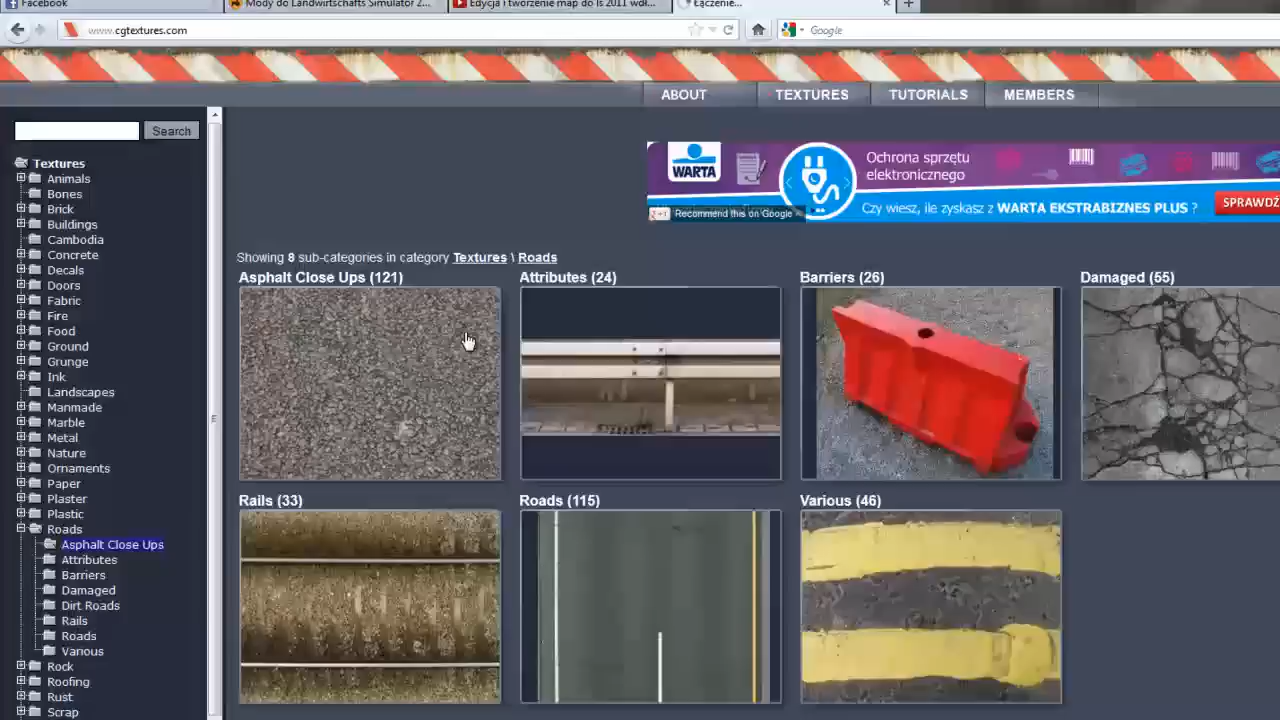 Facebook
Mody do Landwirtschafts Simulator 2...
Edycja i tworzenie map do ls 2011 wdł...
Łączenie...
www.cgtextures.com
Google
ABOUT
TEXTURES
TUTORIALS
MEMBERS
Search
Textures
Animals
Bones
Brick
Buildings
Cambodia
Concrete
Decals
Doors
Fabric
Fire
Food
Ground
Grunge
Ink
Landscapes
Manmade
Marble
Metal
Nature
Ornaments
Paper
Plaster
Plastic
Roads
Asphalt Close Ups
Attributes
Barriers
Damaged
Dirt Roads
Rails
Roads
Various
Rock
Roofing
Rust
Scrap
WARTA
Ochrona sprzętu
elektronicznego
Czy wiesz, ile zyskasz z WARTA EKSTRABIZNES PLUS ?
SPRAWDŹ
+1 Recommend this on Google
Showing 8 sub-categories in category Textures \ Roads
Asphalt Close Ups (121)
Attributes (24)
Barriers (26)
Damaged (55)
Rails (33)
Roads (115)
Various (46)